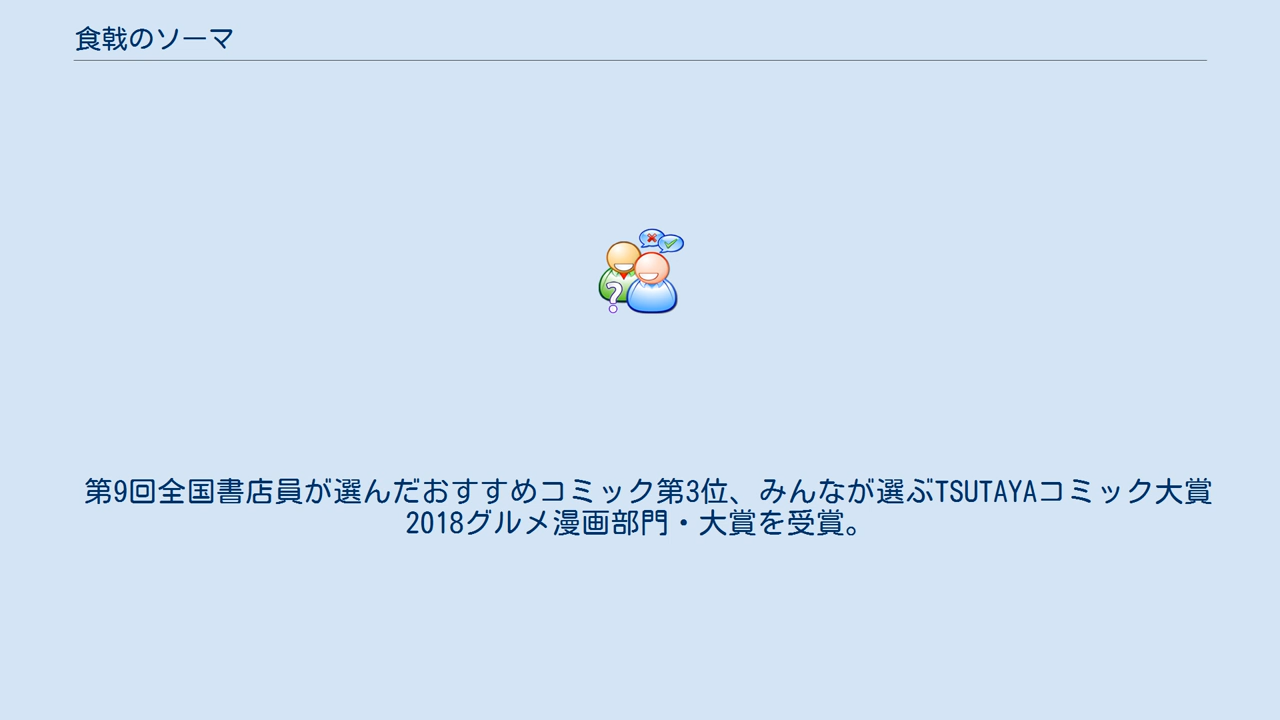 食戟のソーマ
第9回全国書店員が選んだおすすめコミック第3位、みんなが選ぶTSUTAYAコミック大賞
2018グルメ漫画部門・大賞を受賞。